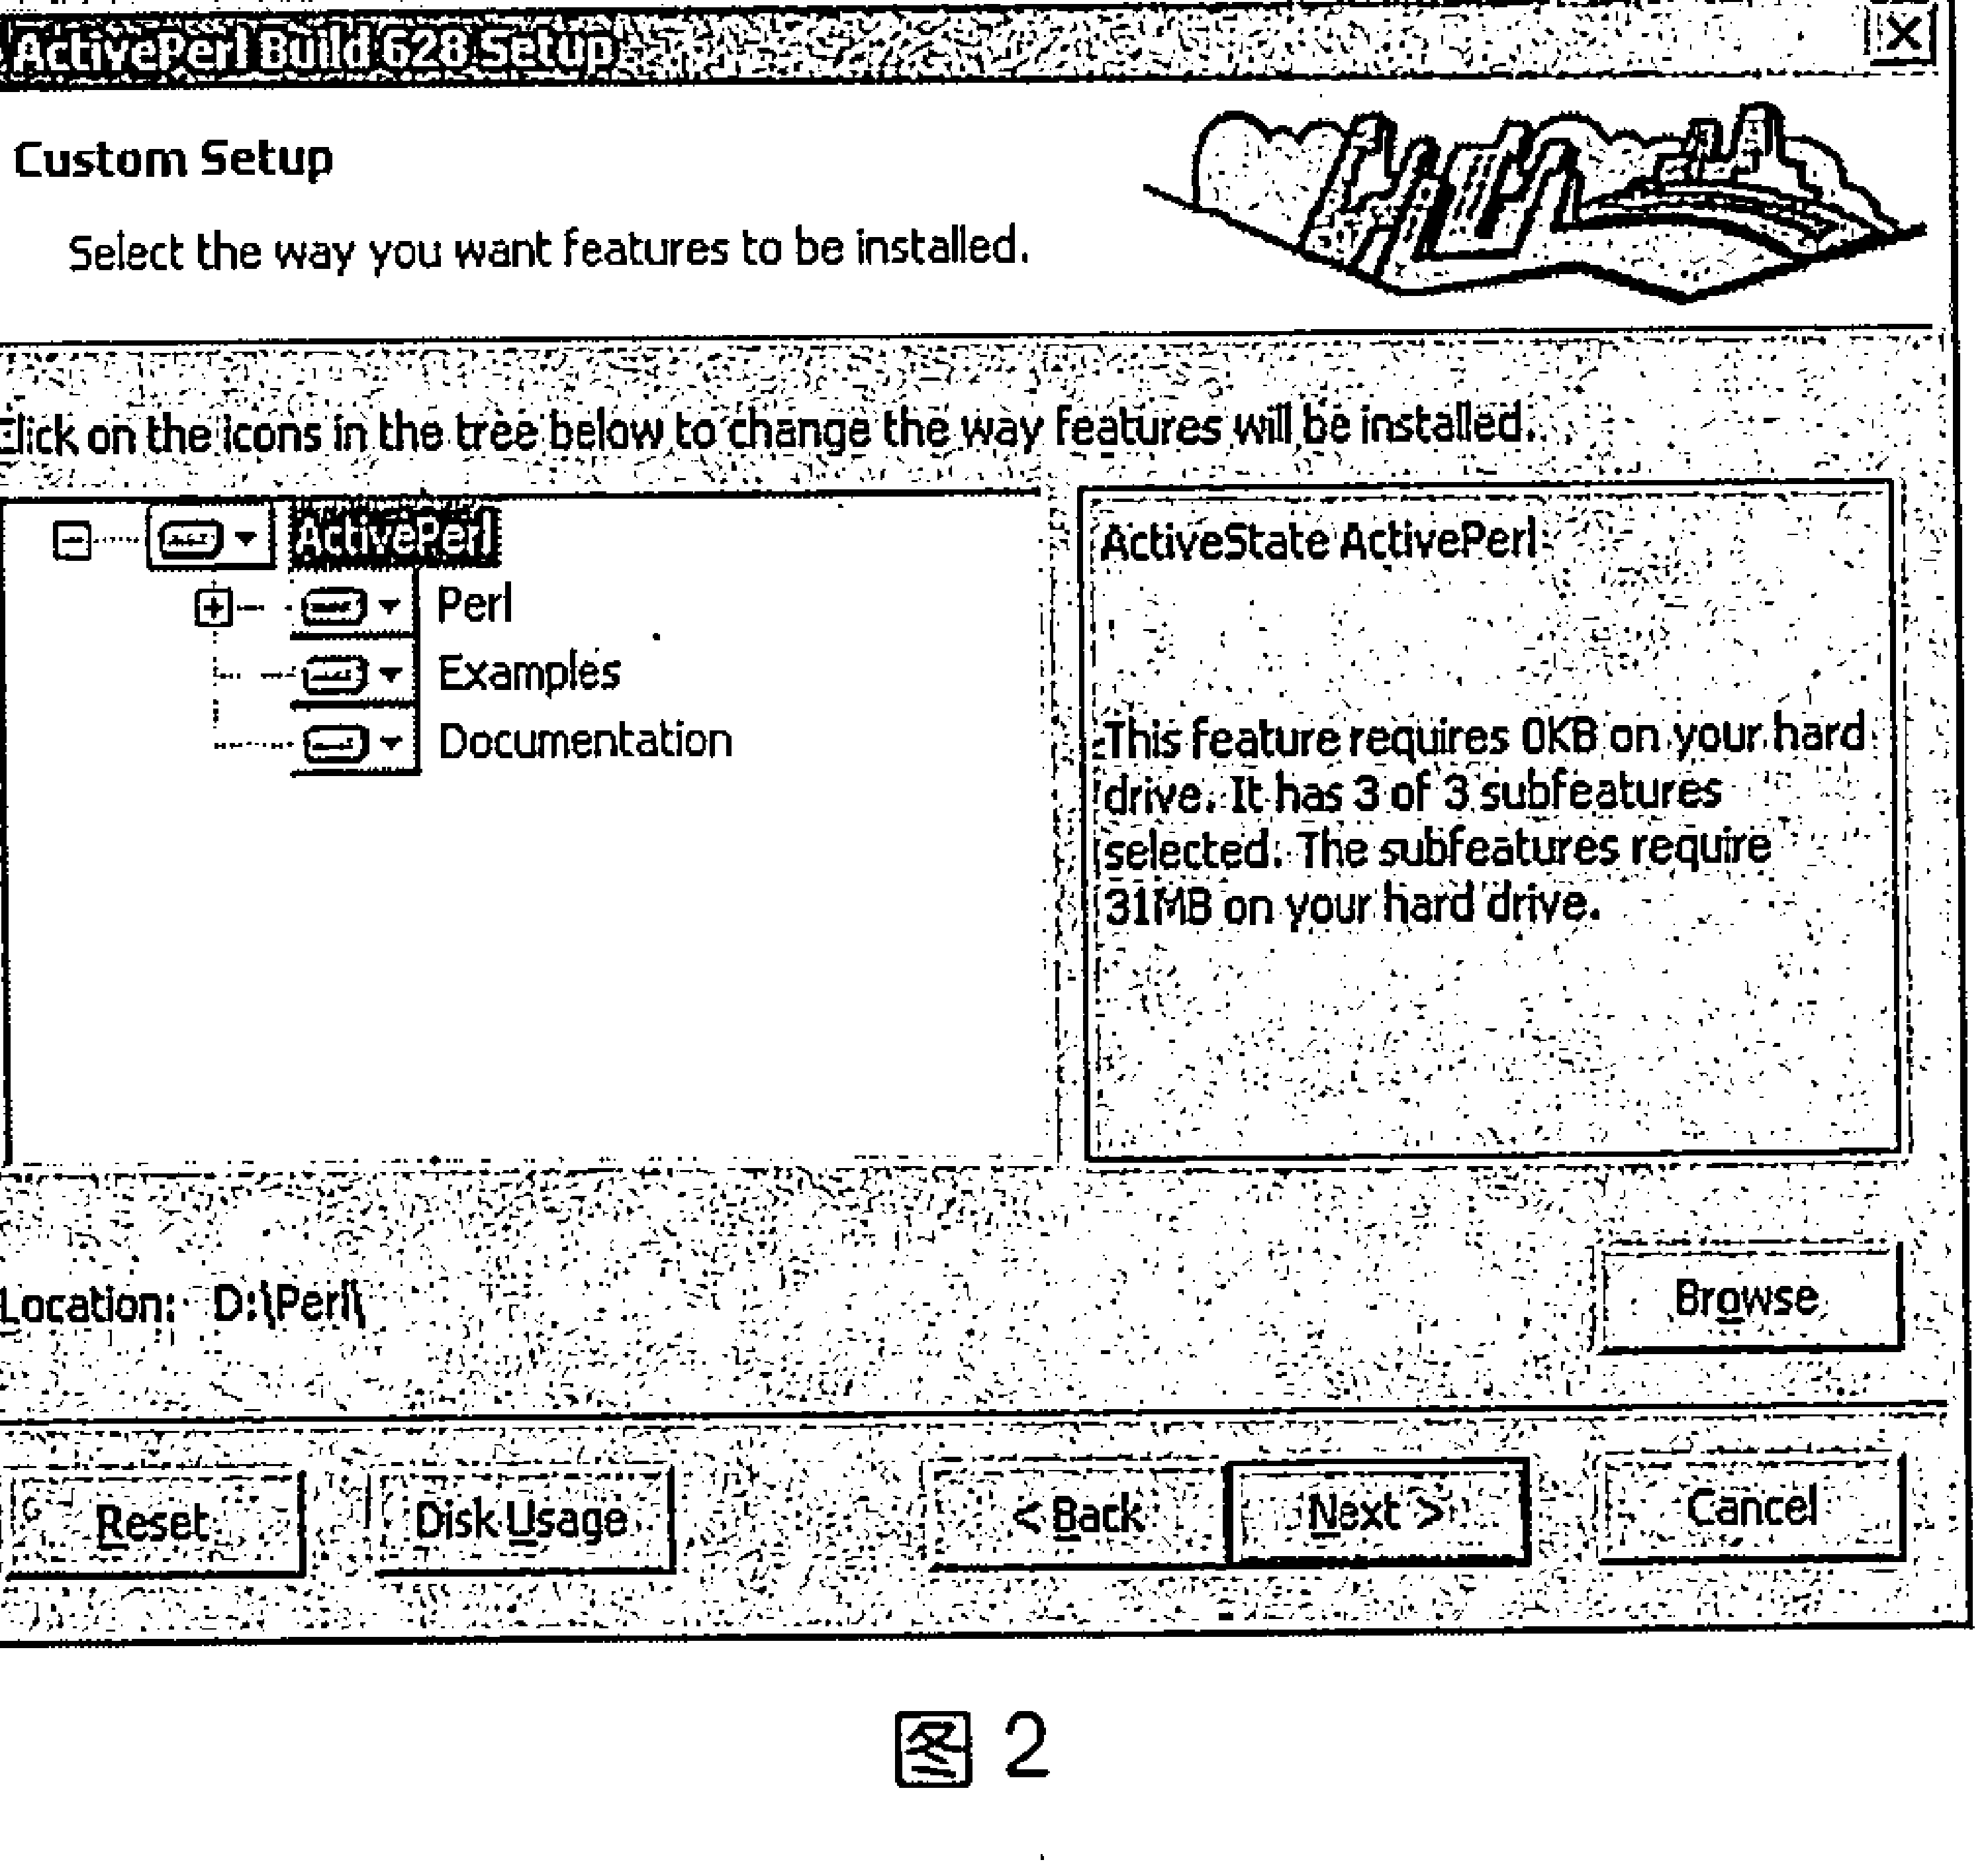 ActivePerl Build 628 Setup
Custom Setup
Select the way you want features to be installed.
Click on the icons in the tree below to change the way features will be installed.
ActivePerl
Perl
Examples
Documentation
ActiveState ActivePerl
This feature requires 0KB on your hard
drive. It has 3 of 3 subfeatures
selected. The subfeatures require
31MB on your hard drive.
Location: D:\Perl\
Browse
Reset
Disk Usage
< Back
Next >
Cancel
图 2